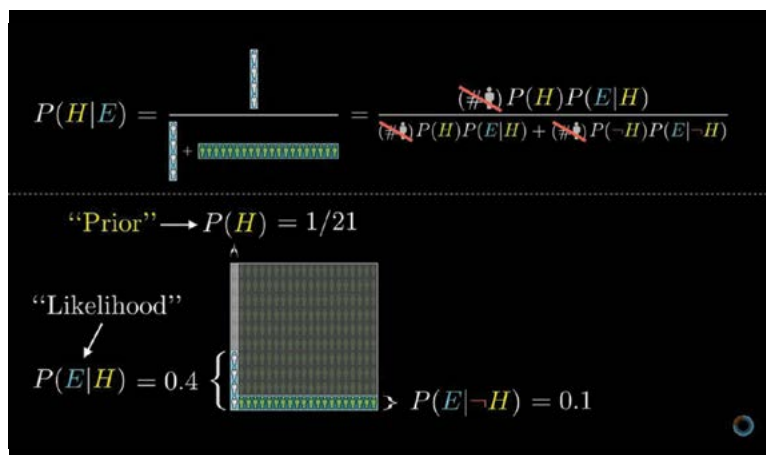 P(H|E) = + = (#)P(H)P(E|H) / (#)P(H)P(E|H) + (#)P(¬H)P(E|¬H)
“Prior” → P(H) = 1/21
“Likelihood”
P(E|H) = 0.4
P(E|¬H) = 0.1